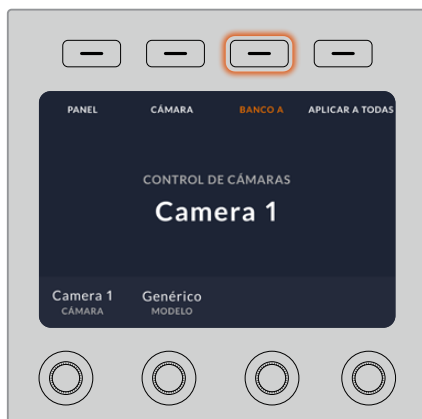 PANEL CÁMARA BANCO A APLICAR A TODAS
CONTROL DE CÁMARAS
Camera 1
Camera 1 Genérico
CÁMARA MODELO